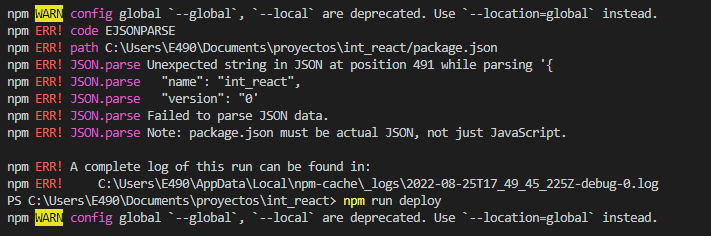 npm WARN config global `--global`, `--local` are deprecated. Use `--location=global` instead.
npm ERR! code EJSONPARSE
npm ERR! path C:\Users\E490\Documents\proyectos\int_react/package.json
npm ERR! JSON.parse Unexpected string in JSON at position 491 while parsing '{
npm ERR! JSON.parse   "name": "int_react",
npm ERR! JSON.parse   "version": "0'
npm ERR! JSON.parse Failed to parse JSON data.
npm ERR! JSON.parse Note: package.json must be actual JSON, not just JavaScript.
npm ERR! A complete log of this run can be found in:
npm ERR!     C:\Users\E490\AppData\Local\npm-cache\_logs\2022-08-25T17_49_45_225Z-debug-0.log
PS C:\Users\E490\Documents\proyectos\int_react> npm run deploy
npm WARN config global `--global`, `--local` are deprecated. Use `--location=global` instead.